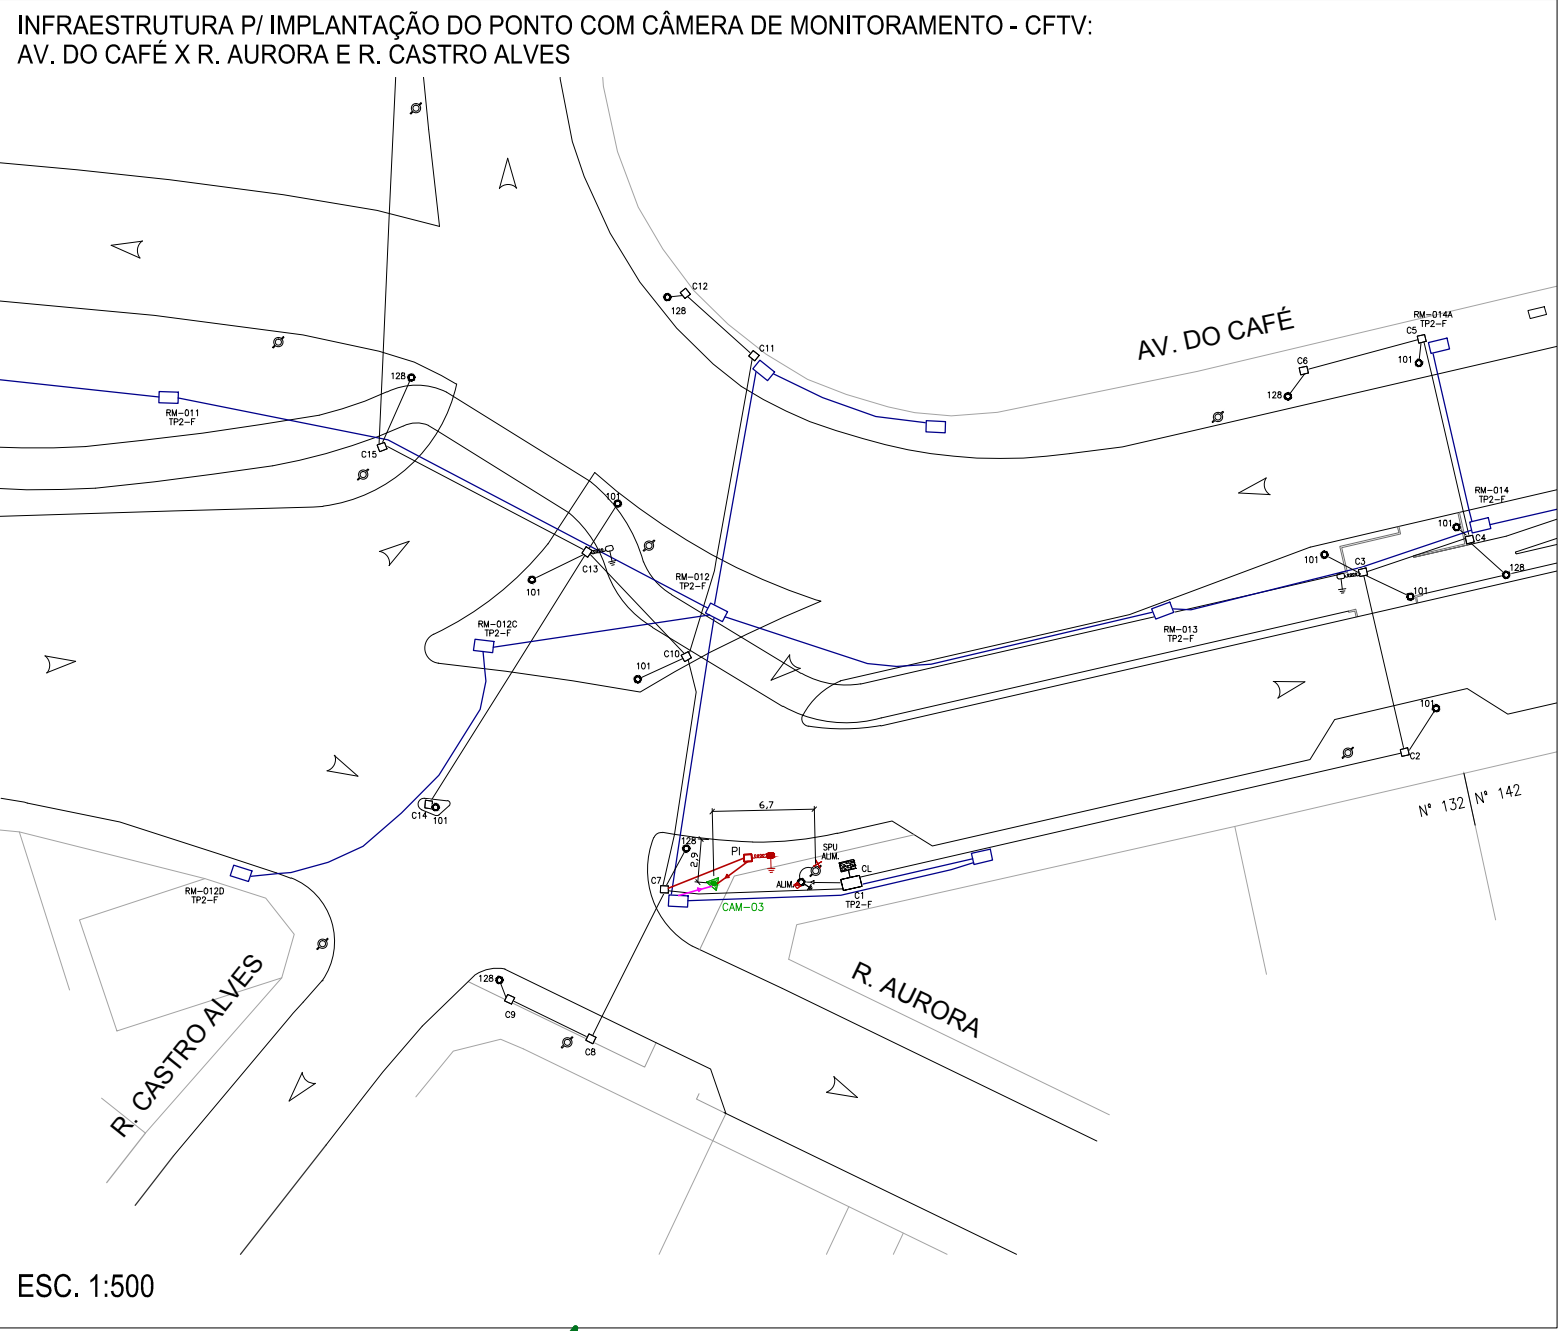 INFRAESTRUTURA P/ IMPLANTAÇÃO DO PONTO COM CÂMERA DE MONITORAMENTO - CFTV:
AV. DO CAFÉ X R. AURORA E R. CASTRO ALVES
C12
128
C11
AV. DO CAFÉ
RM-014A
TP2-F
C5
101
C6
128
128
RM-011
TP2-F
C15
101
C13
101
RM-012
TP2-F
RM-014
TP2-F
101
C4
101
C3
128
101
RM-012C
TP2-F
RM-013
TP2-F
C10
101
101
C2
C14
101
6,7
Nº 132
Nº 142
128
2,9
PI
SPU
ALIM.
CL
ALIM.
C7
C1
TP2-F
CAM-03
RM-012D
TP2-F
R. CASTRO ALVES
R. AURORA
128
C9
C8
ESC. 1:500